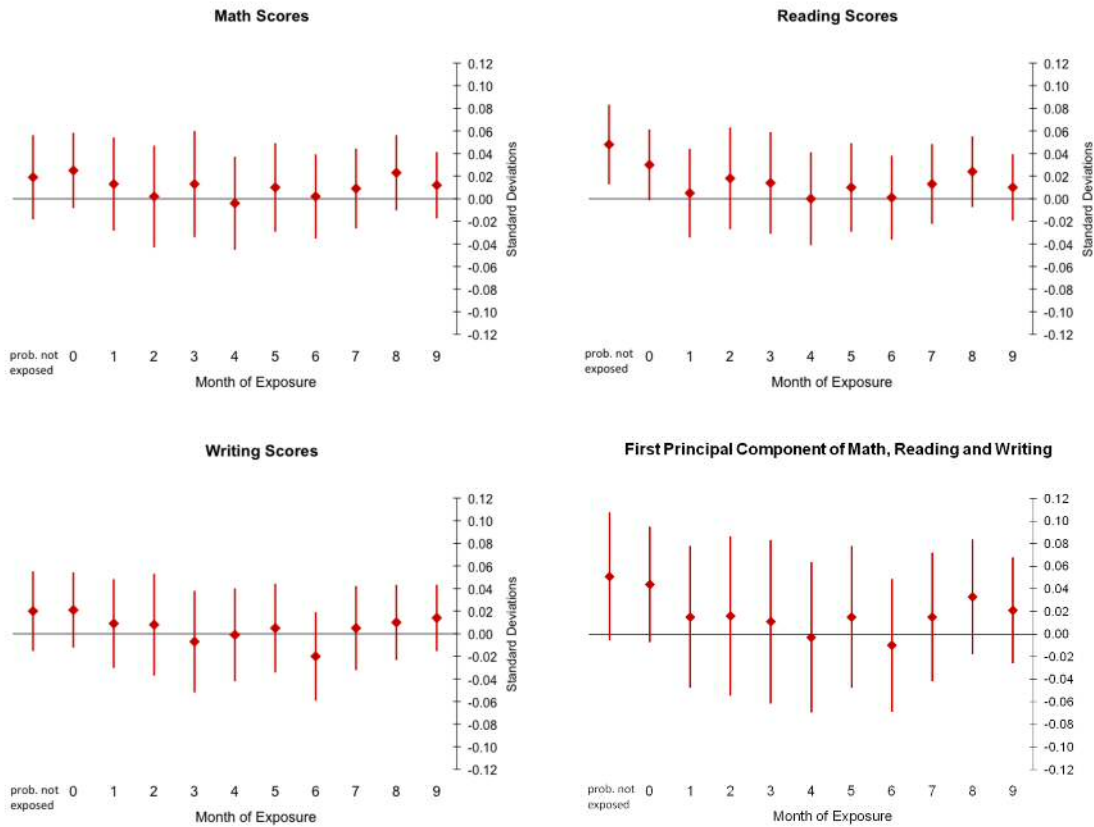 Math Scores
0.12
0.10
0.08
0.06
0.04
0.02
0.00
-0.02
-0.04
-0.06
-0.08
-0.10
-0.12
Standard Deviations
prob. not
exposed
0 1 2 3 4 5 6 7 8 9
Month of Exposure
Reading Scores
0.12
0.10
0.08
0.06
0.04
0.02
0.00
-0.02
-0.04
-0.06
-0.08
-0.10
-0.12
Standard Deviations
prob. not
exposed
0 1 2 3 4 5 6 7 8 9
Month of Exposure
Writing Scores
0.12
0.10
0.08
0.06
0.04
0.02
0.00
-0.02
-0.04
-0.06
-0.08
-0.10
-0.12
Standard Deviations
prob. not
exposed
0 1 2 3 4 5 6 7 8 9
Month of Exposure
First Principal Component of Math, Reading and Writing
0.12
0.10
0.08
0.06
0.04
0.02
0.00
-0.02
-0.04
-0.06
-0.08
-0.10
-0.12
Standard Deviations
prob. not
exposed
0 1 2 3 4 5 6 7 8 9
Month of Exposure